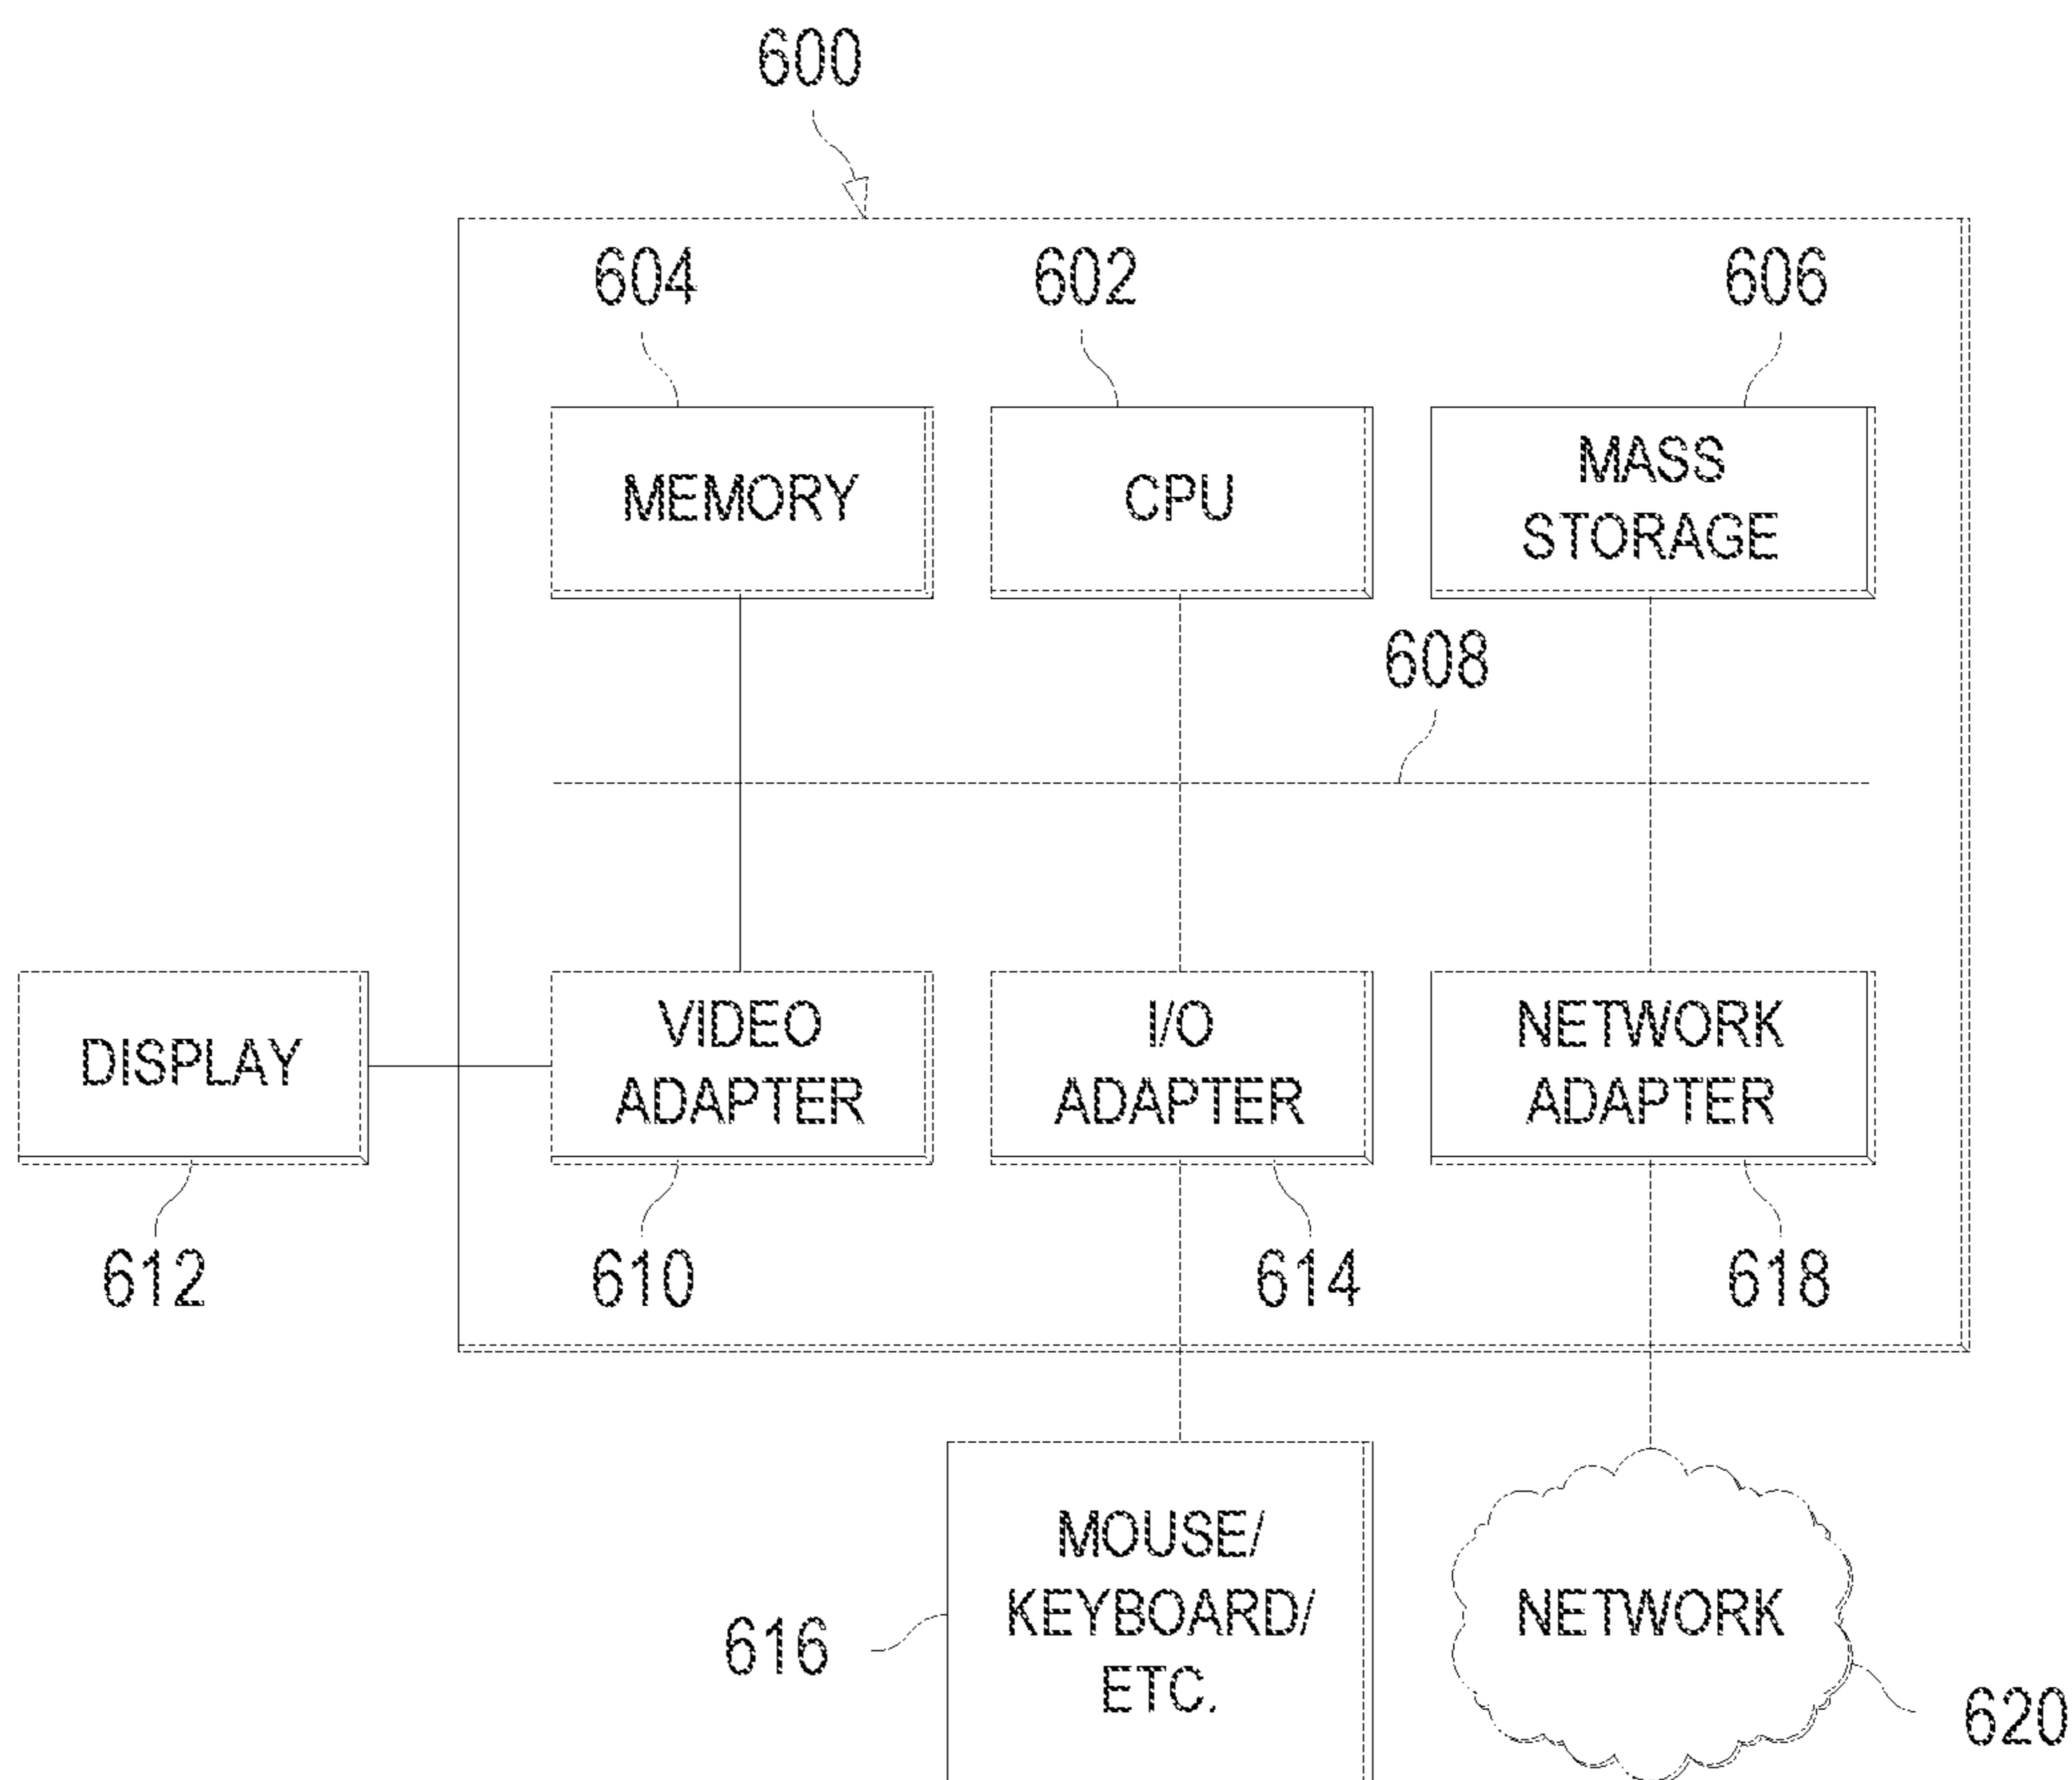 600
604
602
606
MEMORY
CPU
MASS
STORAGE
608
DISPLAY
VIDEO
ADAPTER
I/O
ADAPTER
NETWORK
ADAPTER
612
610
614
618
MOUSE/
KEYBOARD/
ETC.
616
NETWORK
620